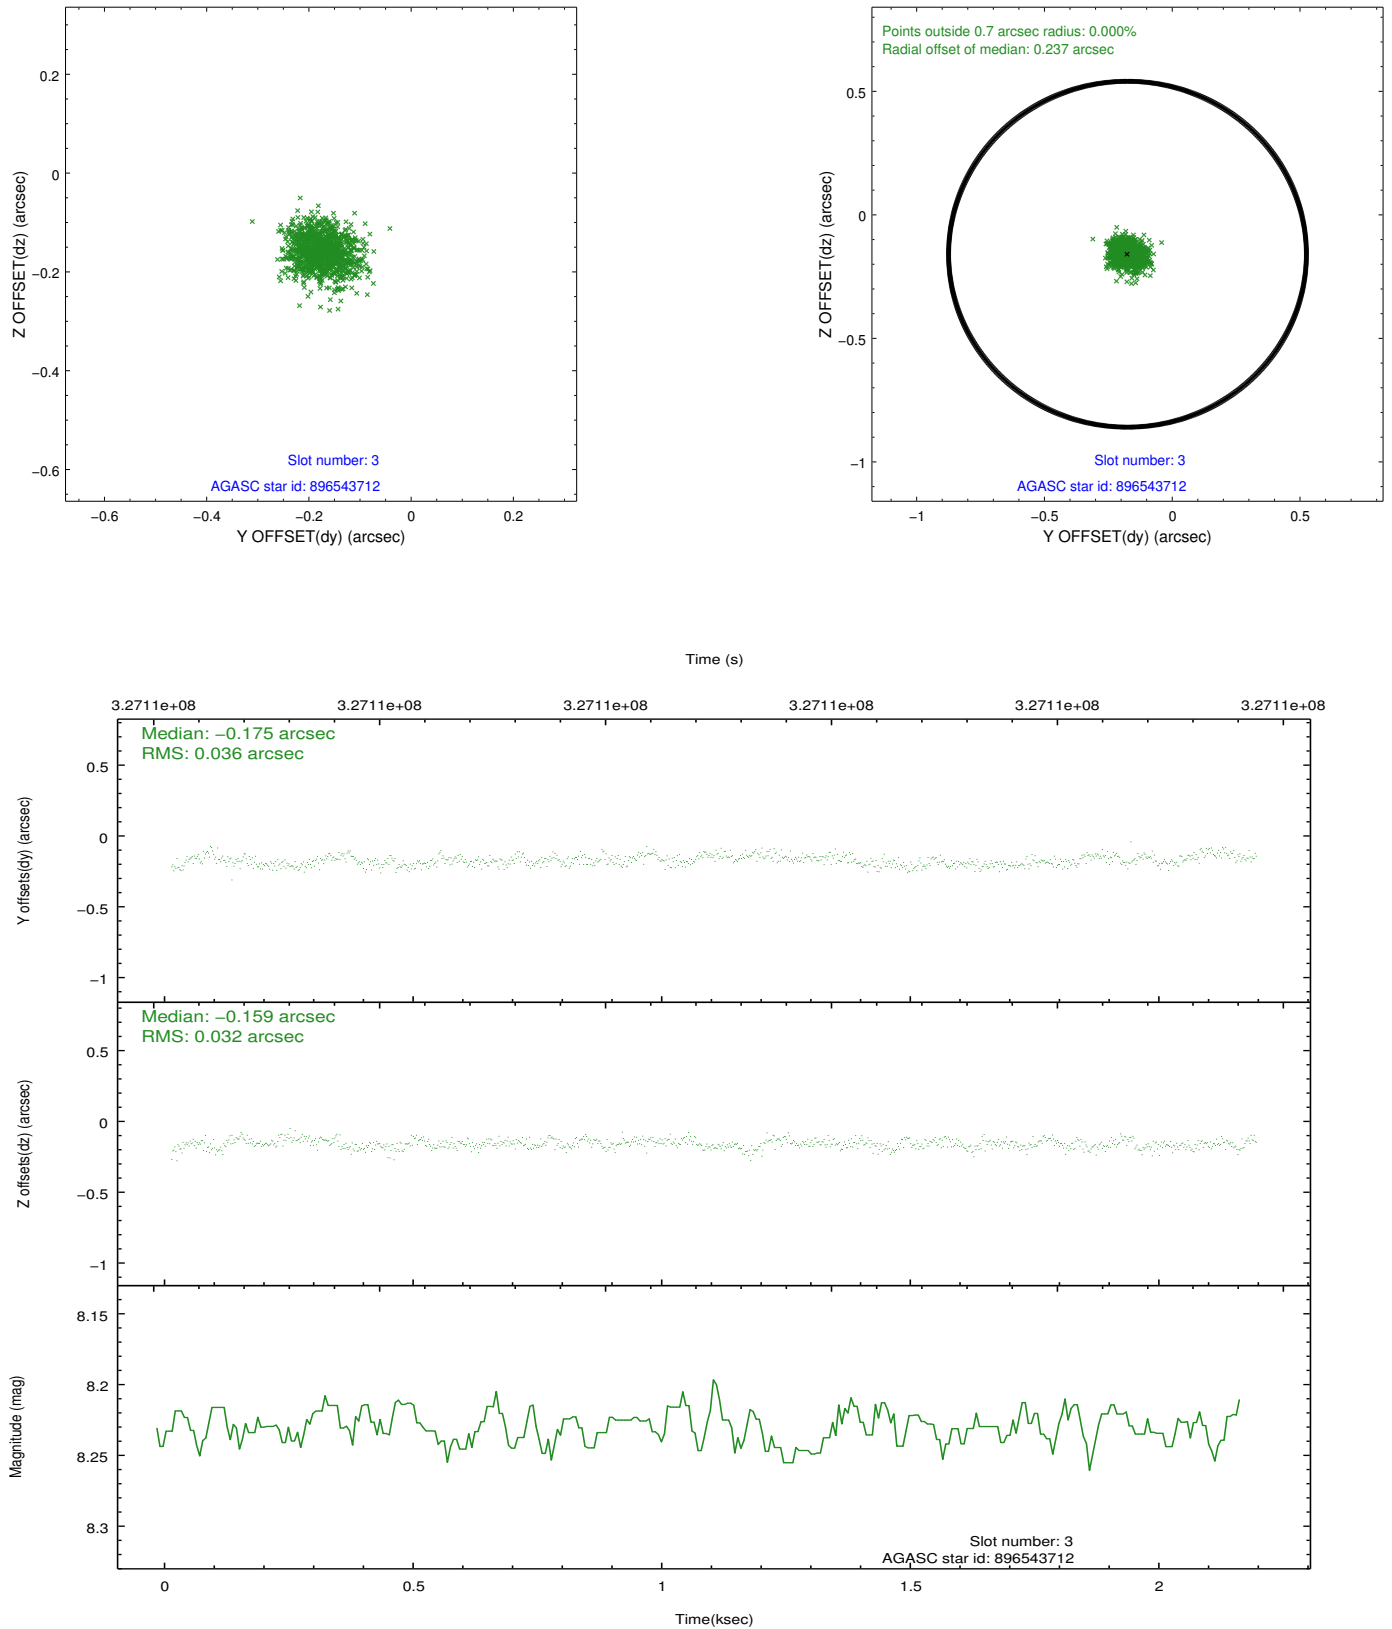 0.2
0
−0.2
−0.4
−0.6
Z OFFSET(dz) (arcsec)
Slot number: 3
AGASC star id: 896543712
−0.6
−0.4
−0.2
0
0.2
Y OFFSET(dy) (arcsec)
Points outside 0.7 arcsec radius: 0.000%
Radial offset of median: 0.237 arcsec
0.5
0
−0.5
−1
Z OFFSET(dz) (arcsec)
Slot number: 3
AGASC star id: 896543712
−1
−0.5
0
0.5
Y OFFSET(dy) (arcsec)
Time (s)
3.2711e+08
3.2711e+08
3.2711e+08
3.2711e+08
3.2711e+08
3.2711e+08
Median: −0.175 arcsec
RMS: 0.036 arcsec
0.5
0
−0.5
−1
Y offsets(dy) (arcsec)
Median: −0.159 arcsec
RMS: 0.032 arcsec
0.5
0
−0.5
−1
Z offsets(dz) (arcsec)
8.15
8.2
8.25
8.3
Magnitude (mag)
Slot number: 3
AGASC star id: 896543712
0
0.5
1
1.5
2
Time(ksec)